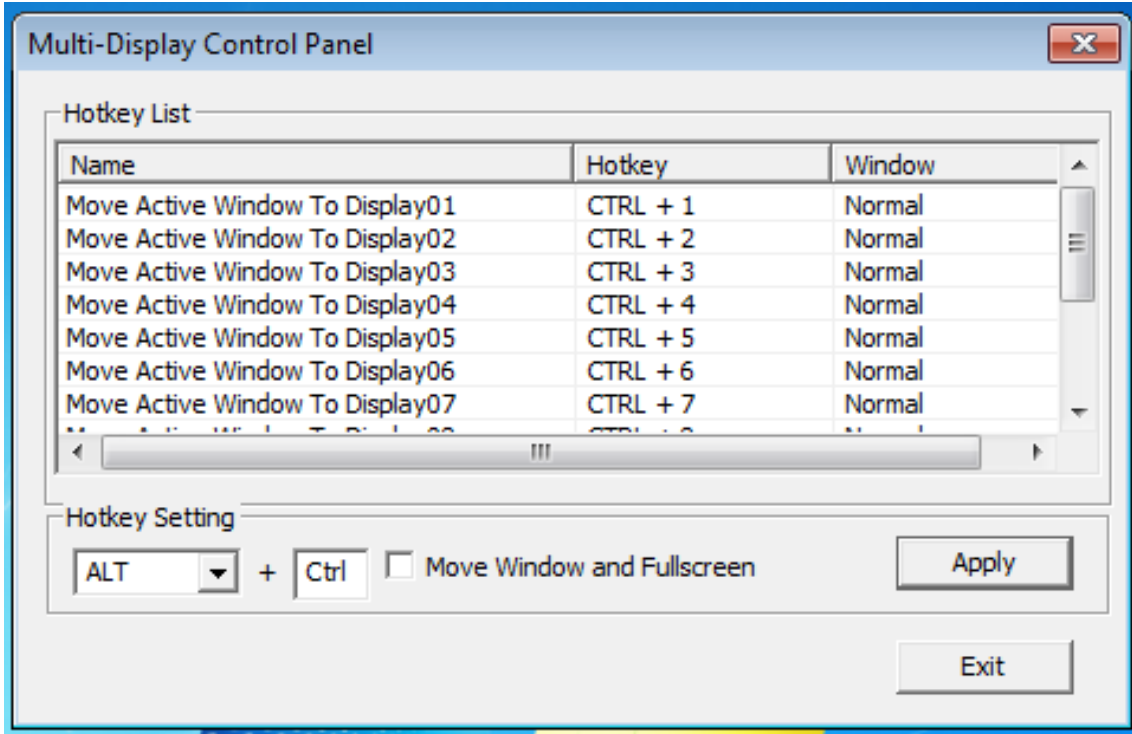 Multi-Display Control Panel
Hotkey List
Name Hotkey Window
Move Active Window To Display01 CTRL + 1 Normal
Move Active Window To Display02 CTRL + 2 Normal
Move Active Window To Display03 CTRL + 3 Normal
Move Active Window To Display04 CTRL + 4 Normal
Move Active Window To Display05 CTRL + 5 Normal
Move Active Window To Display06 CTRL + 6 Normal
Move Active Window To Display07 CTRL + 7 Normal
Hotkey Setting
ALT + Ctrl Move Window and Fullscreen Apply
Exit